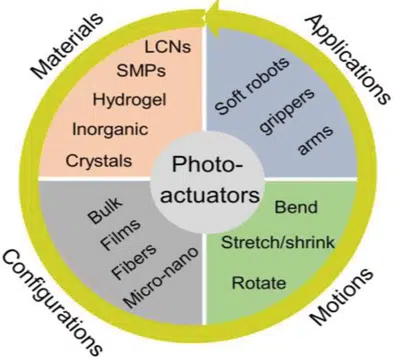 Materials
LCNs
SMPs
Hydrogel
Inorganic
Crystals
Applications
Soft robots
grippers
arms
Photo-
actuators
Configurations
Bulk
Films
Fibers
Micro-nano
Motions
Bend
Stretch/shrink
Rotate